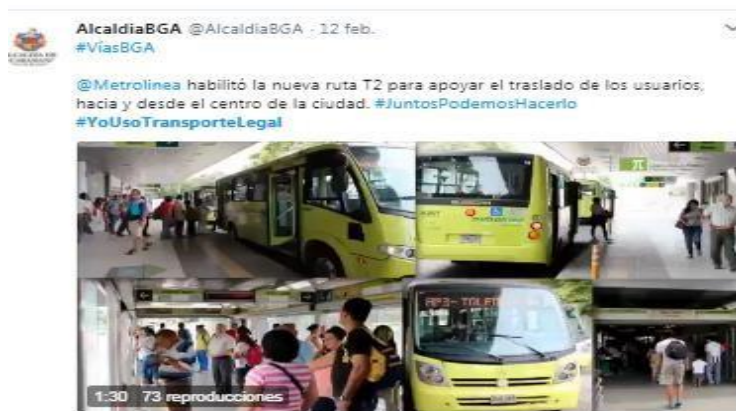 AlcaldiaBGA @AlcaldiaBGA · 12 feb.
#VíasBGA
@Metrolinea habilitó la nueva ruta T2 para apoyar el traslado de los usuarios,
hacia y desde el centro de la ciudad. #JuntosPodemosHacerlo
#YoUsoTransporteLegal
1:30 73 reproducciones